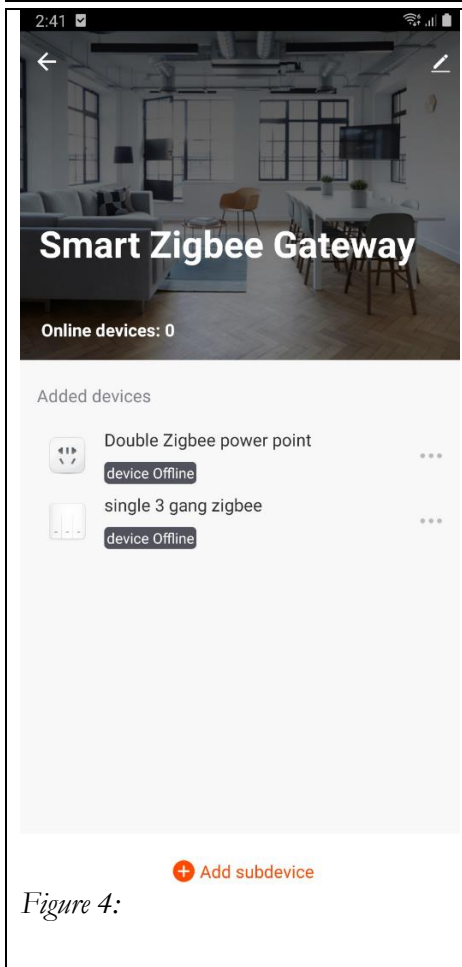 2:41
Smart Zigbee Gateway
Online devices: 0
Added devices
Double Zigbee power point
device Offline
single 3 gang zigbee
device Offline
Add subdevice
Figure 4: